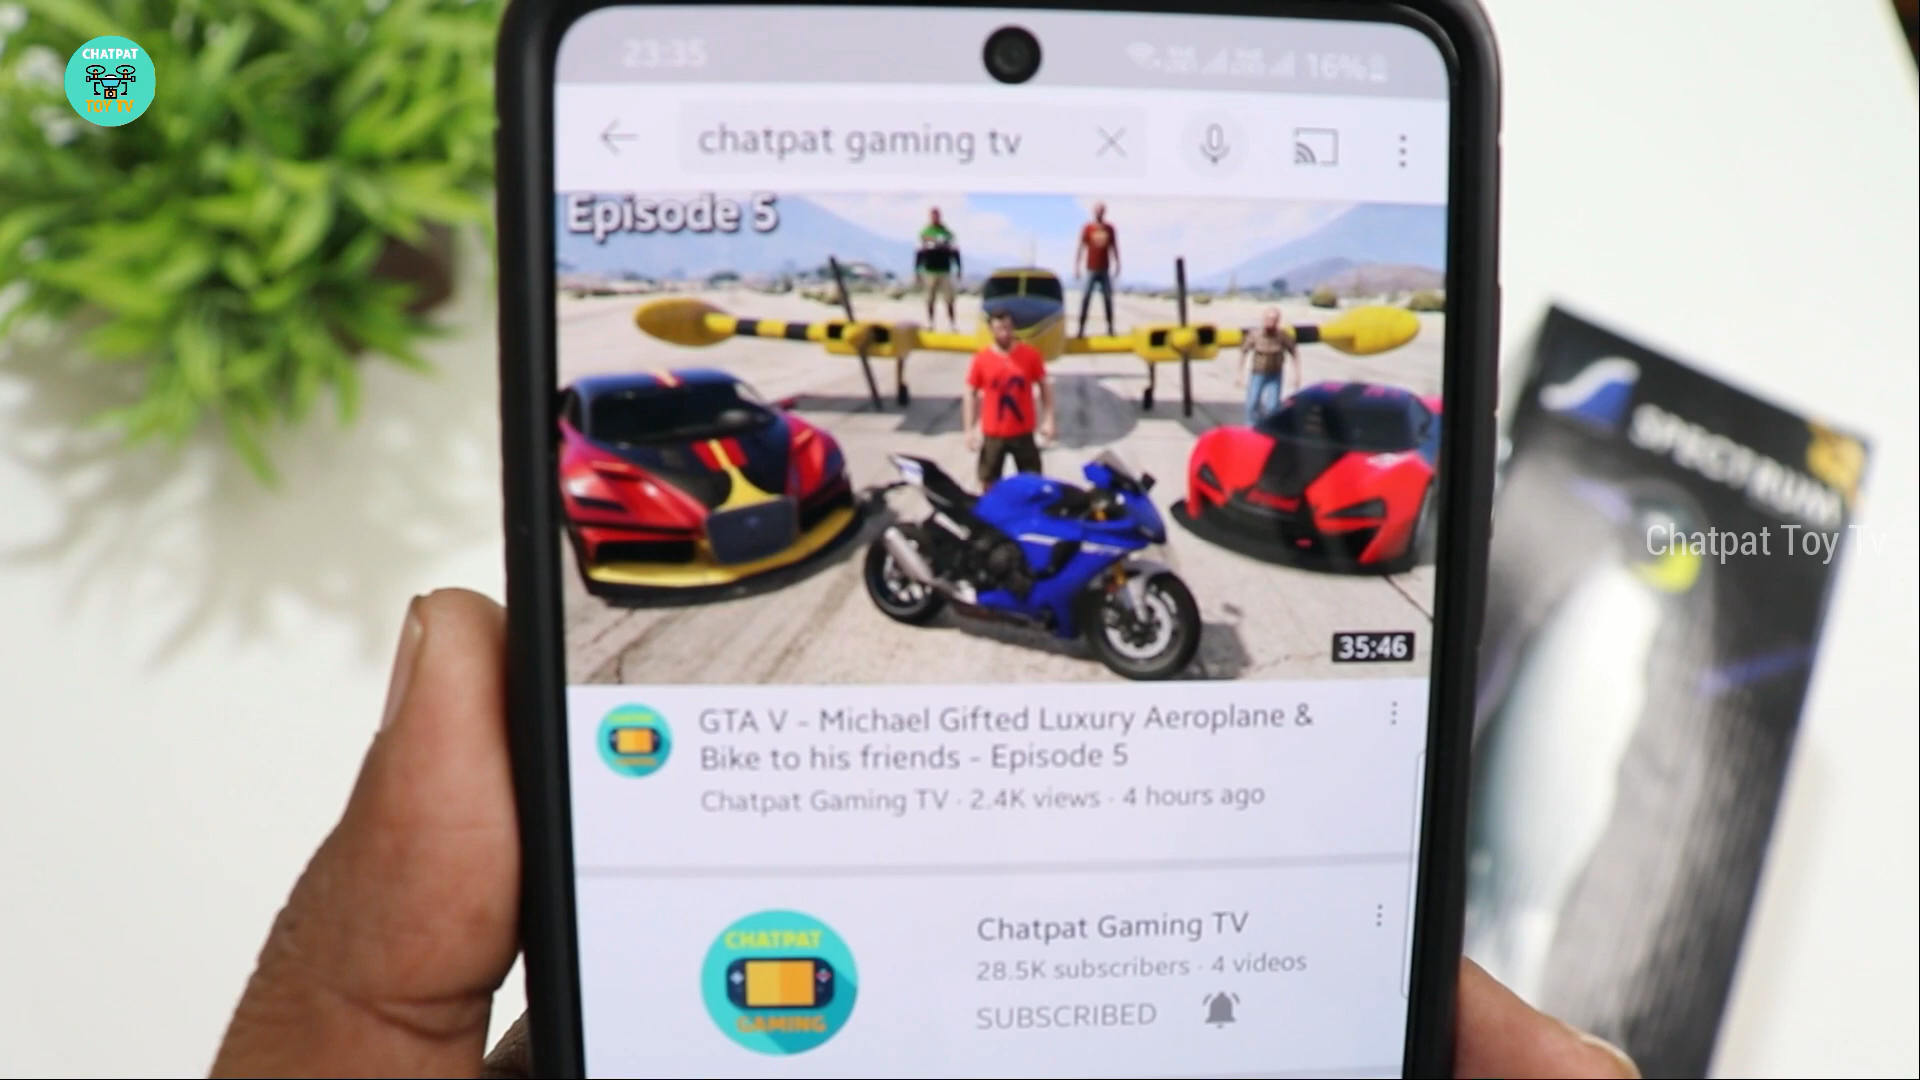 CHATPAT
TOY TV
23:35
16%
chatpat gaming tv
Episode 5
35:46
GTA V - Michael Gifted Luxury Aeroplane &
Bike to his friends - Episode 5
Chatpat Gaming TV · 2.4K views · 4 hours ago
CHATPAT
GAMING
Chatpat Gaming TV
28.5K subscribers · 4 videos
SUBSCRIBED
SPECTRUM
Chatpat Toy Tv